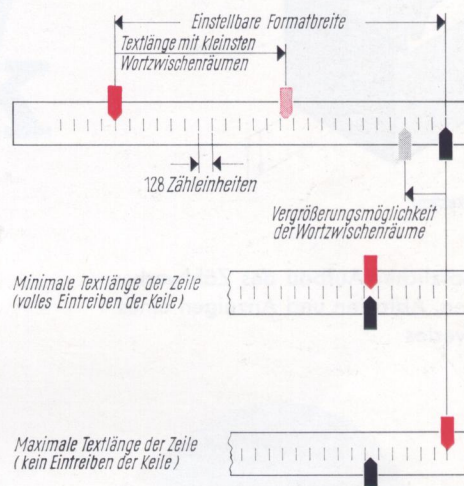 Einstellbare Formatbreite
Textlänge mit kleinsten
Wortzwischenräumen
128 Zähleinheiten
Vergrößerungsmöglichkeit
der Wortzwischenräume
Minimale Textlänge der Zeile
(volles Eintreiben der Keile)
Maximale Textlänge der Zeile
(kein Eintreiben der Keile)